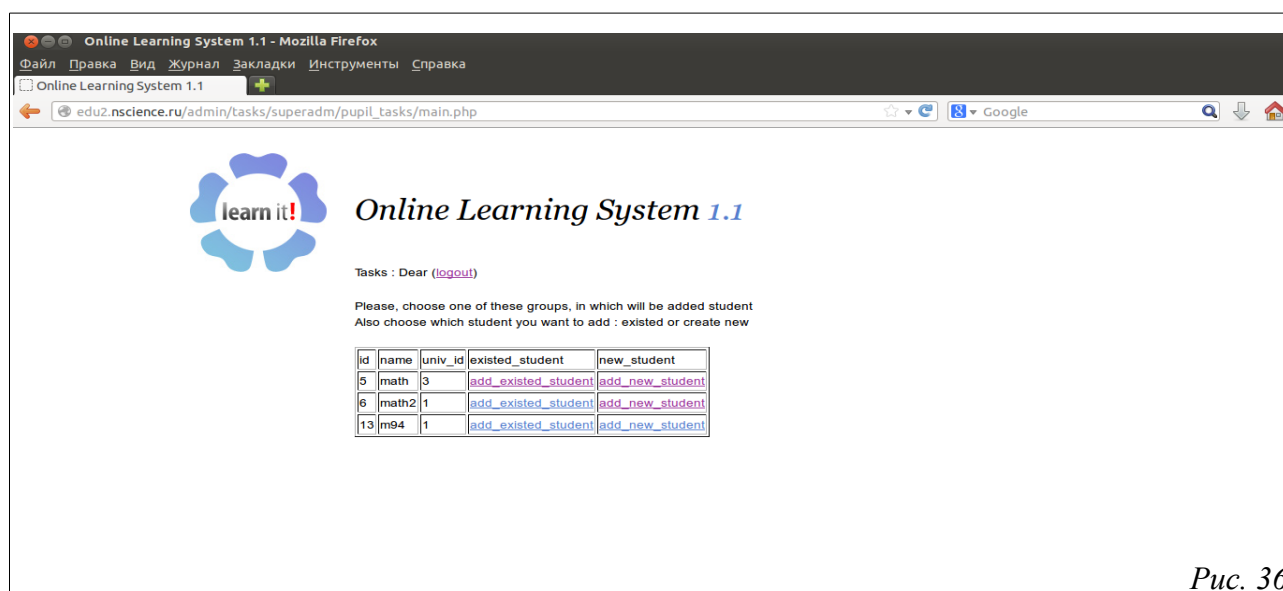 Online Learning System 1.1 - Mozilla Firefox
Файл Правка Вид Журнал Закладки Инструменты Справка
Online Learning System 1.1
edu2.nscience.ru/admin/tasks/superadm/pupil_tasks/main.php 8 Google
learn it!
Online Learning System 1.1
Tasks : Dear (logout)
Please, choose one of these groups, in which will be added student
Also choose which student you want to add : existed or create new
id name univ_id existed_student new_student
5 math 3 add_existed_student add_new_student
6 math2 1 add_existed_student add_new_student
13 m94 1 add_existed_student add_new_student
Рис. 36